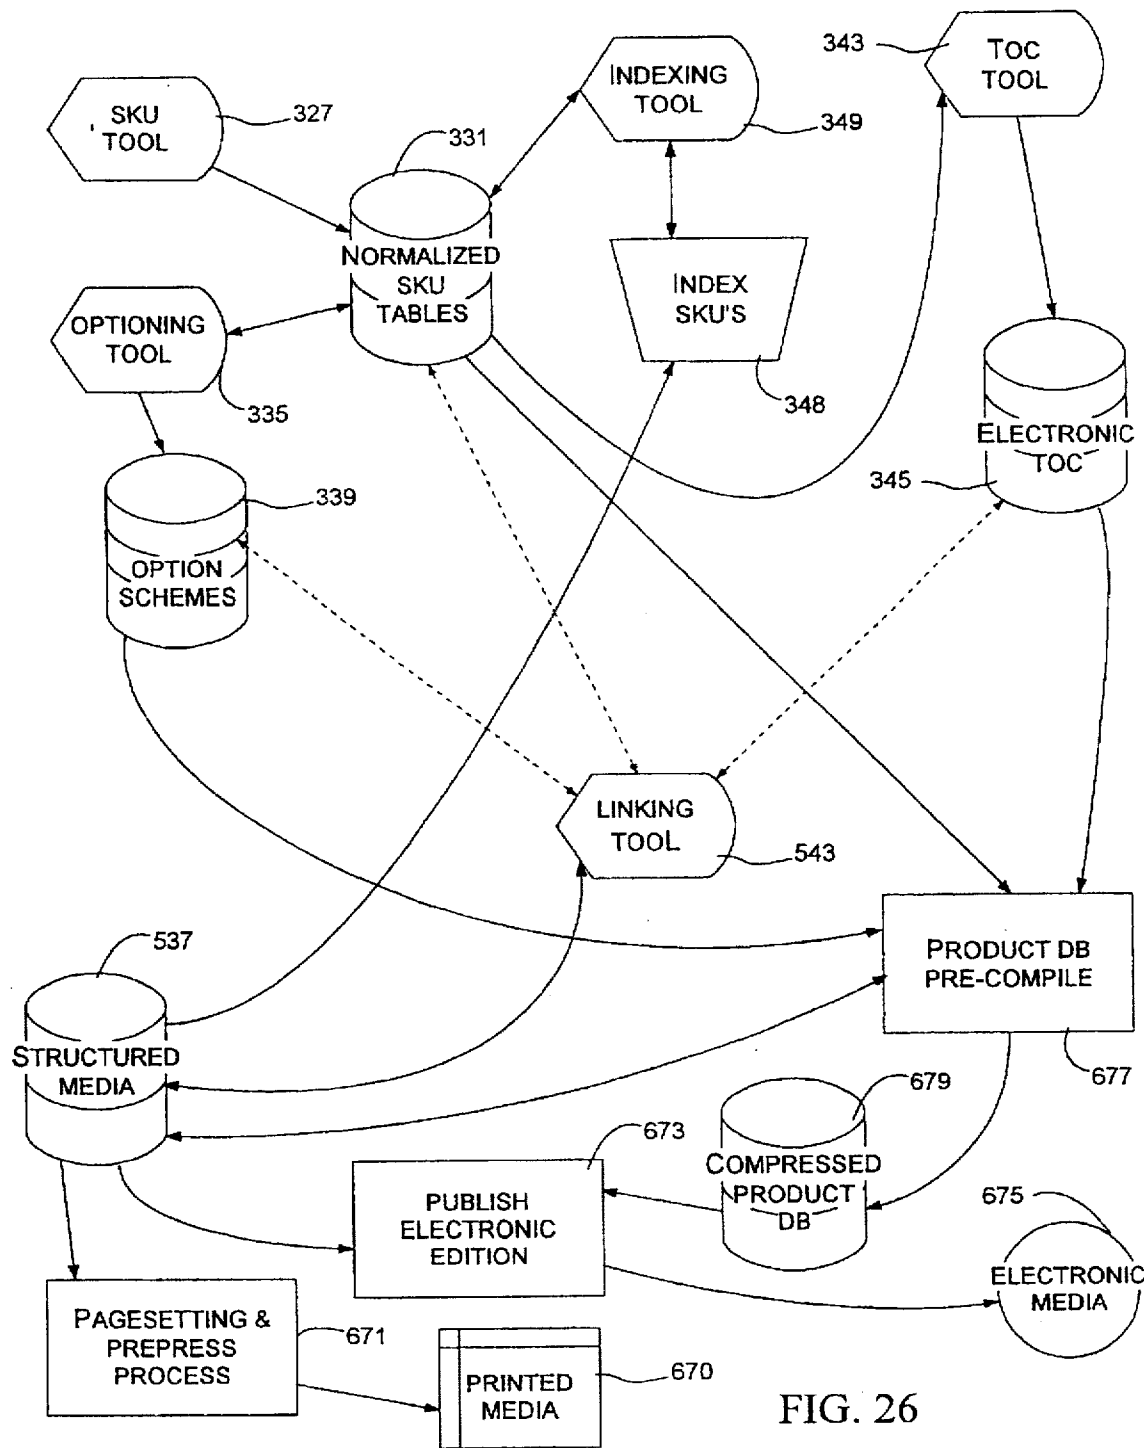 SKU
TOOL
327
INDEXING
TOOL
349
343
TOC
TOOL
331
NORMALIZED
SKU
TABLES
INDEX
SKU'S
348
OPTIONING
TOOL
335
ELECTRONIC
TOC
345
339
OPTION
SCHEMES
LINKING
TOOL
543
537
STRUCTURED
MEDIA
PRODUCT DB
PRE-COMPILE
677
679
COMPRESSED
PRODUCT
DB
673
PUBLISH
ELECTRONIC
EDITION
675
ELECTRONIC
MEDIA
PAGESETTING &
PREPRESS
PROCESS
671
PRINTED
MEDIA
670
FIG. 26